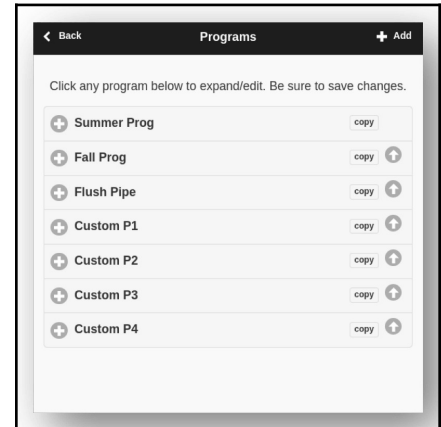 Back Programs Add
Click any program below to expand/edit. Be sure to save changes.
Summer Prog copy
Fall Prog copy
Flush Pipe copy
Custom P1 copy
Custom P2 copy
Custom P3 copy
Custom P4 copy